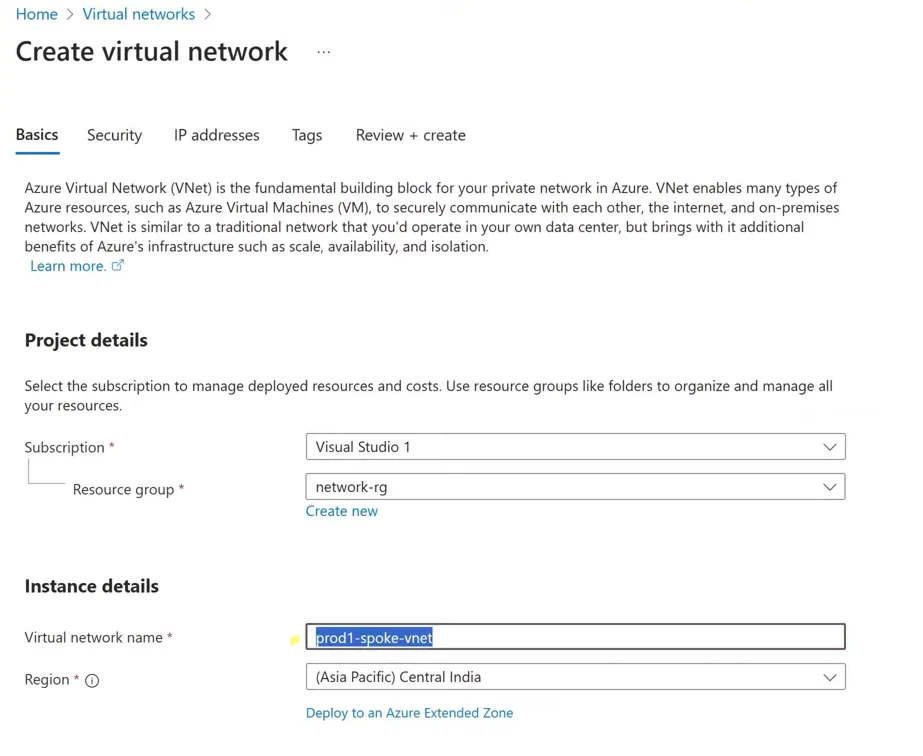 Home > Virtual networks >
Create virtual network ...
Basics Security IP addresses Tags Review + create
Azure Virtual Network (VNet) is the fundamental building block for your private network in Azure. VNet enables many types of
Azure resources, such as Azure Virtual Machines (VM), to securely communicate with each other, the internet, and on-premises
networks. VNet is similar to a traditional network that you'd operate in your own data center, but brings with it additional
benefits of Azure's infrastructure such as scale, availability, and isolation.
Learn more.
Project details
Select the subscription to manage deployed resources and costs. Use resource groups like folders to organize and manage all
your resources.
Subscription * Visual Studio 1
Resource group * network-rg
Create new
Instance details
Virtual network name * prod1-spoke-vnet
Region * (Asia Pacific) Central India
Deploy to an Azure Extended Zone